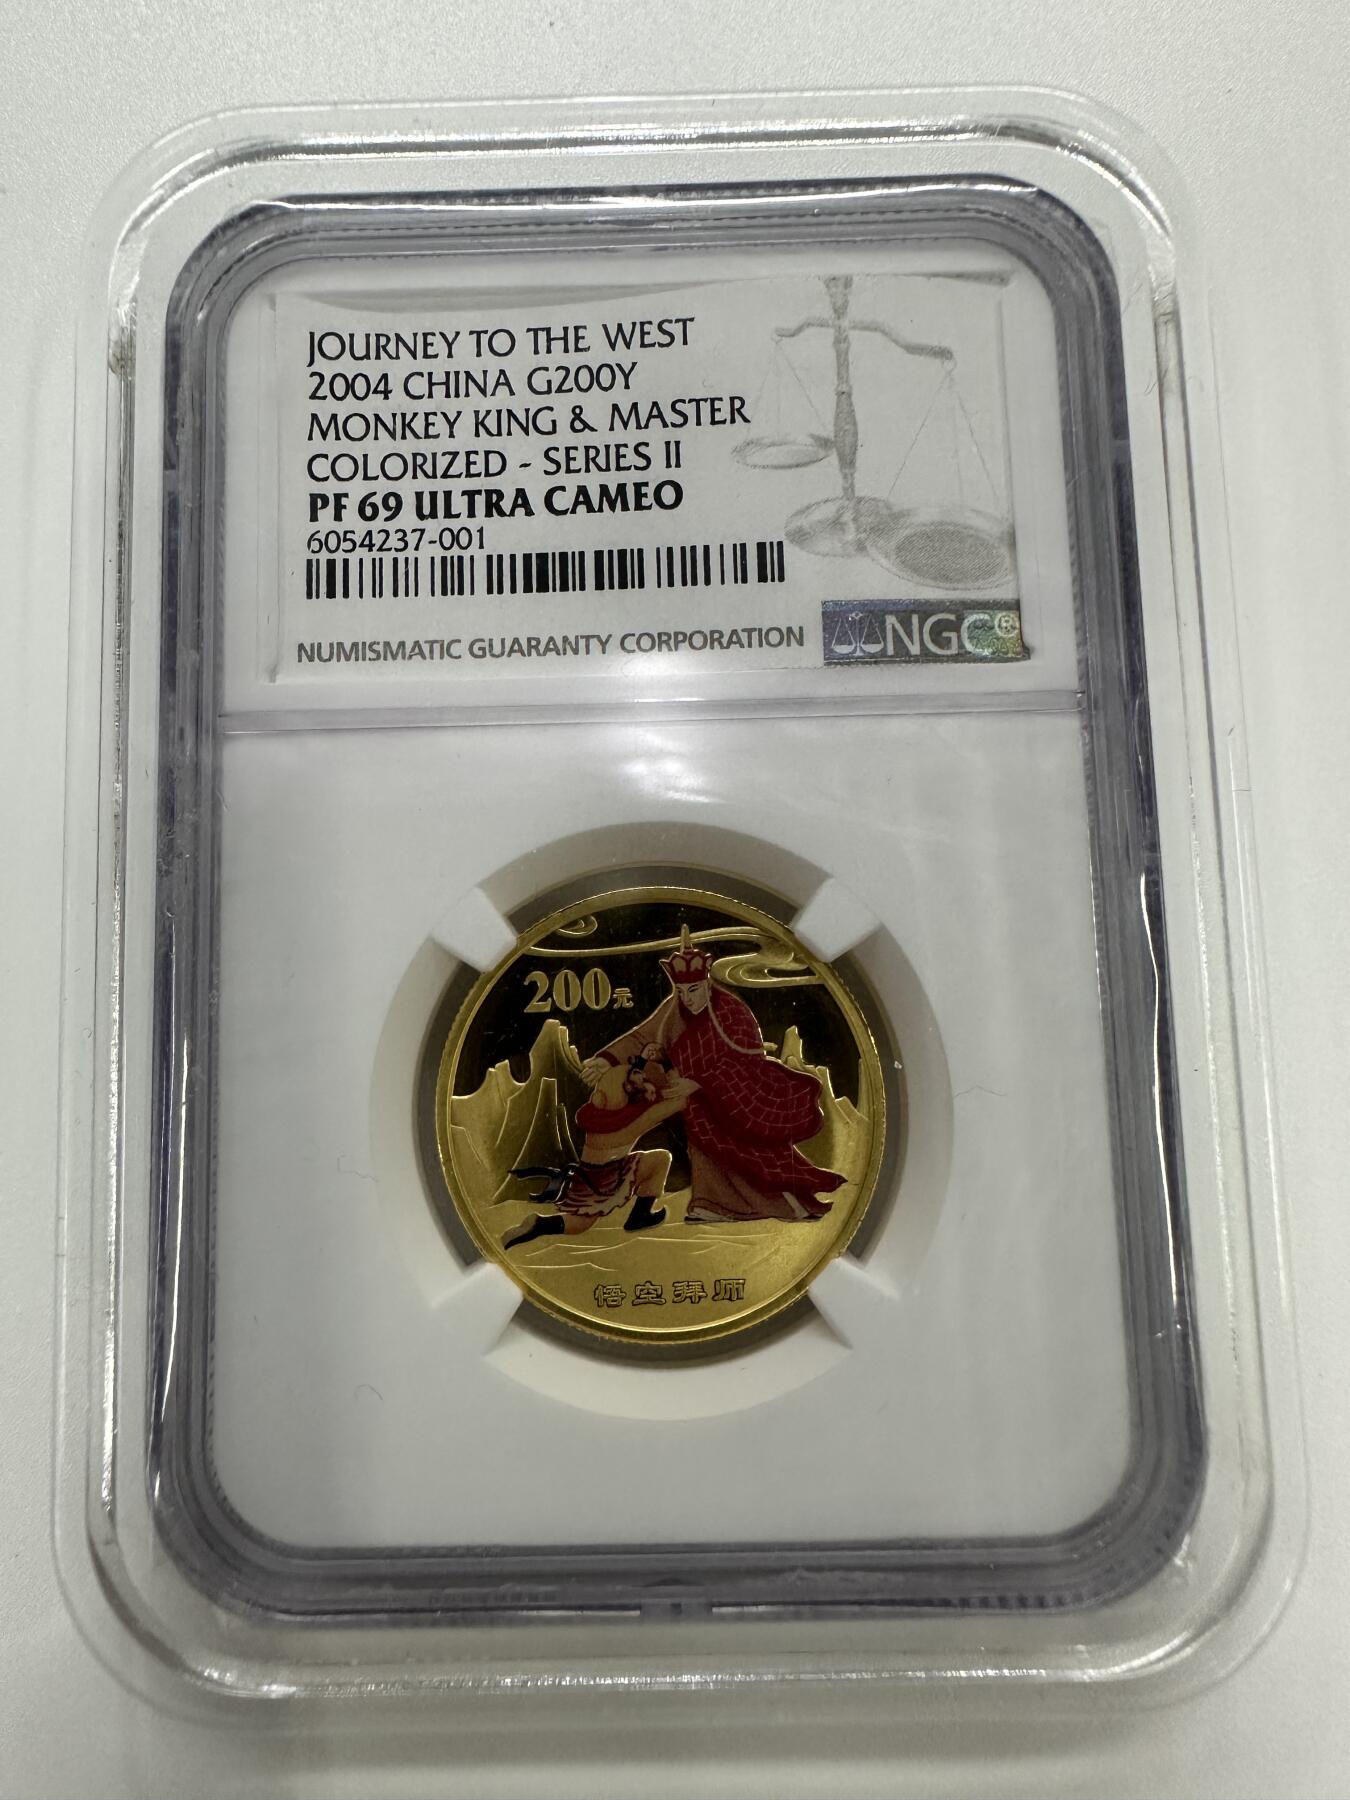 JOURNEY TO THE WEST
2004 CHINA G200Y
MONKEY KING & MASTER
COLORIZED - SERIES II
PF 69 ULTRA CAMEO
6054237-001
NUMISMATIC GUARANTY CORPORATION
NGC®
200元
悟空拜师